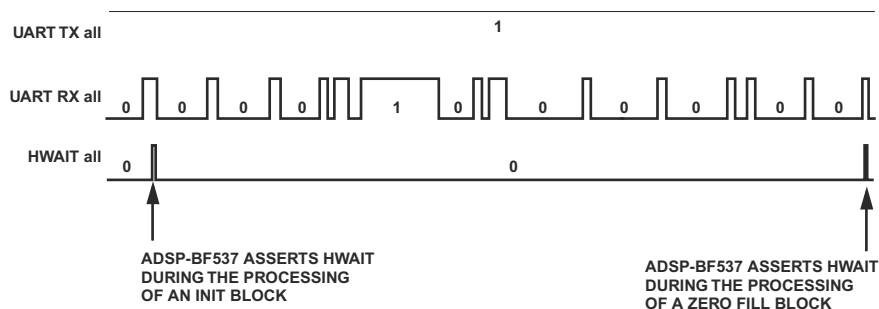 UART TX all
1
UART RX all
0 0 0 0 1 0 0 0 0 0 0
HWAIT all
0 0
ADSP-BF537 ASSERTS HWAIT
DURING THE PROCESSING
OF AN INIT BLOCK
ADSP-BF537 ASSERTS HWAIT
DURING THE PROCESSING
OF A ZERO FILL BLOCK